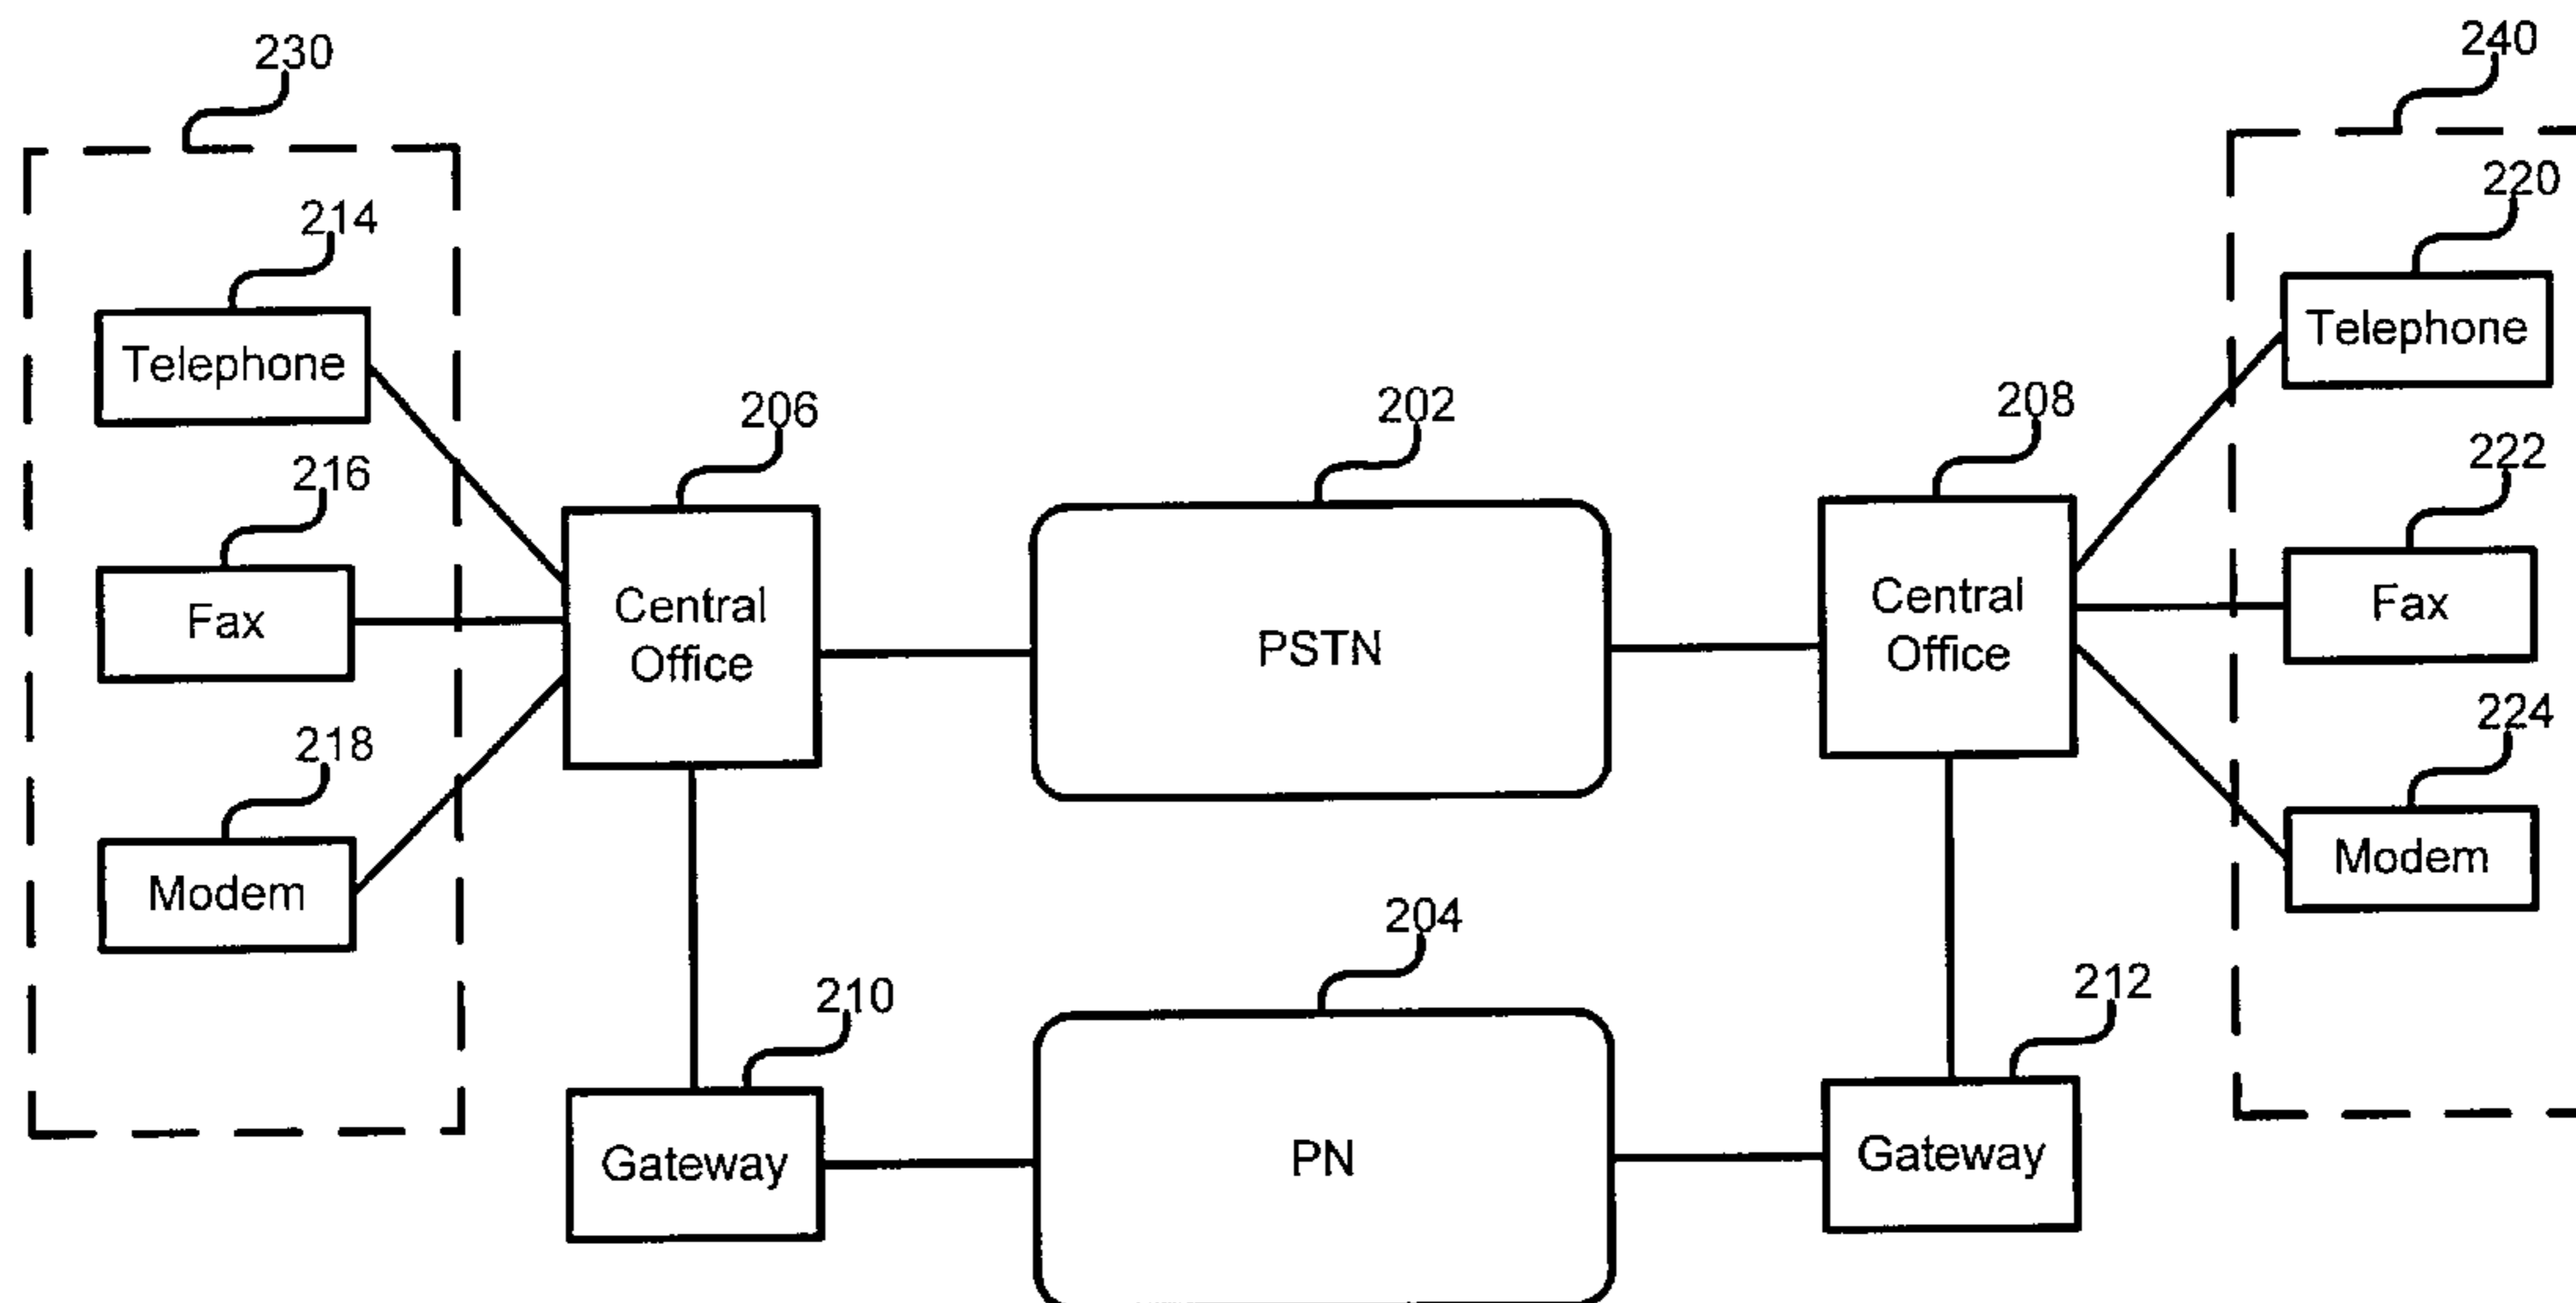 230
240
214
220
Telephone
Telephone
206
202
208
216
222
Fax
Central
Office
PSTN
Central
Office
Fax
218
224
Modem
Modem
204
210
212
Gateway
PN
Gateway